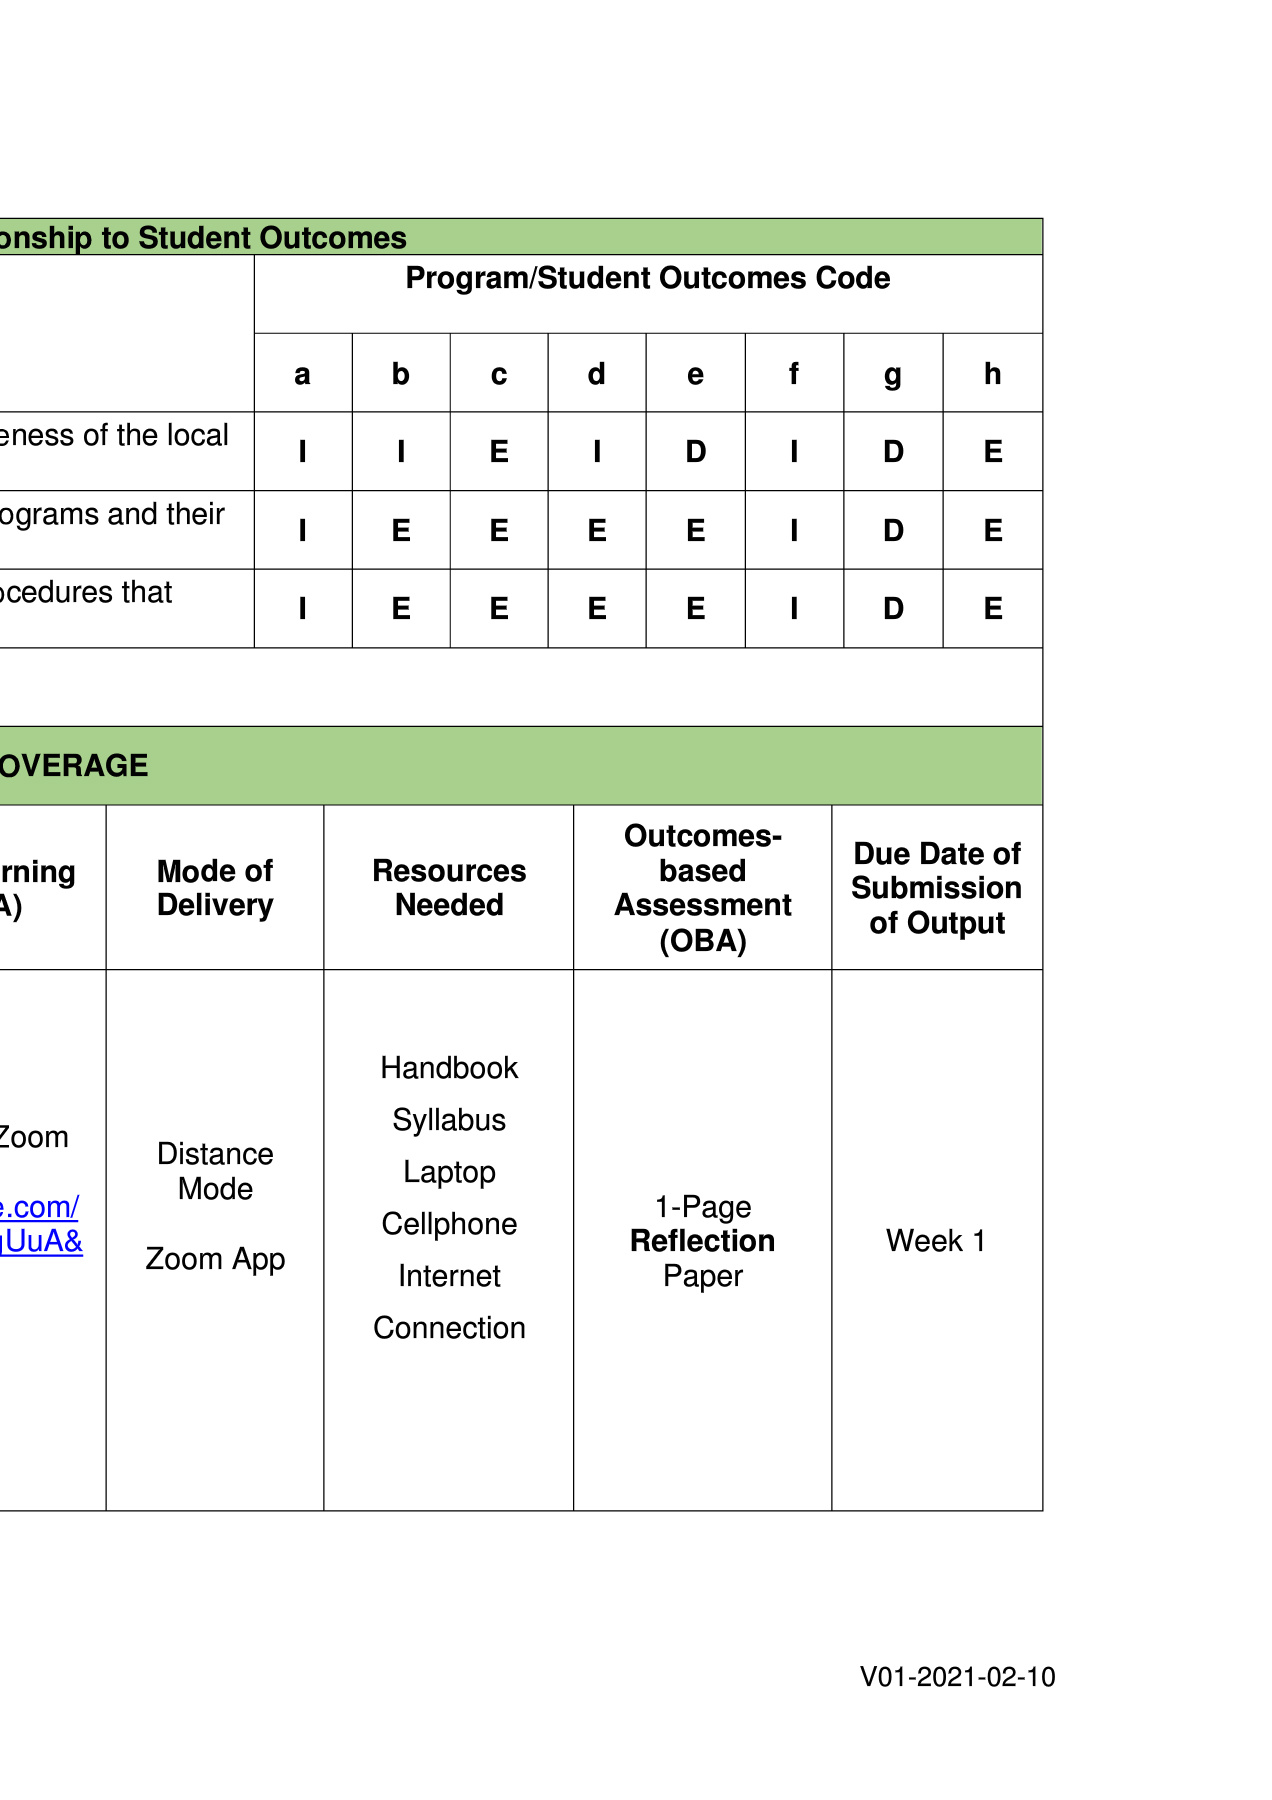 onship to Student Outcomes
Program/Student Outcomes Code
a b c d e f g h
eness of the local
I I E I D I D E
ograms and their
I E E E E I D E
ocedures that
I E E E E I D E
OVERAGE
rning
A)
Mode of
Delivery
Resources
Needed
Outcomes-
based
Assessment
(OBA)
Due Date of
Submission
of Output
Zoom
e.com/
qUuA&
Distance
Mode
Zoom App
Handbook
Syllabus
Laptop
Cellphone
Internet
Connection
1-Page
Reflection
Paper
Week 1
V01-2021-02-10